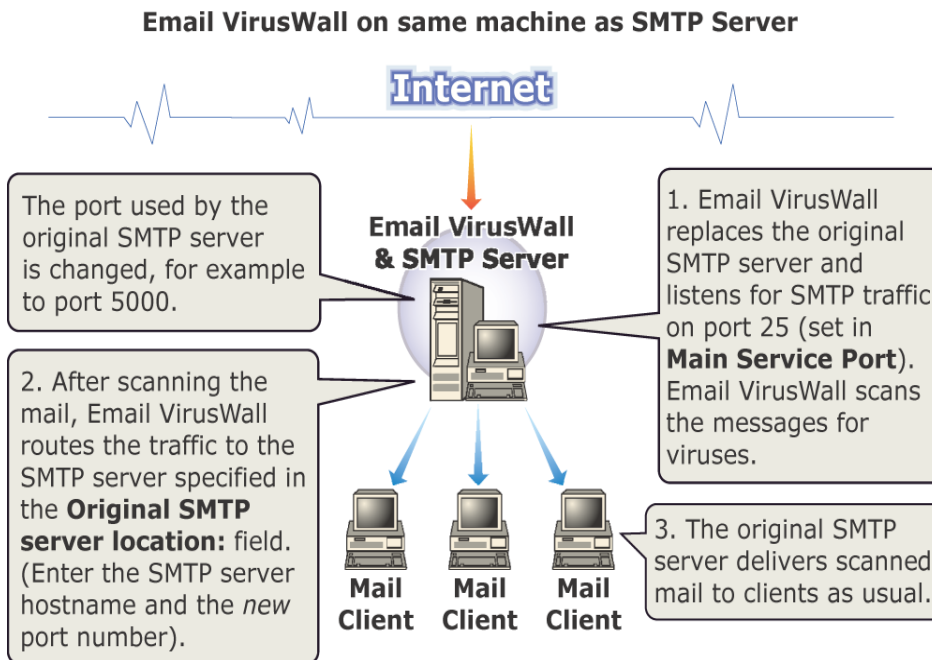 Email VirusWall on same machine as SMTP Server
Internet
The port used by the
original SMTP server
is changed, for example
to port 5000.
Email VirusWall
& SMTP Server
1. Email VirusWall
replaces the original
SMTP server and
listens for SMTP traffic
on port 25 (set in
Main Service Port).
Email VirusWall scans
the messages for
viruses.
2. After scanning the
mail, Email VirusWall
routes the traffic to the
SMTP server specified in
the Original SMTP
server location: field.
(Enter the SMTP server
hostname and the new
port number).
Mail
Client
Mail
Client
Mail
Client
3. The original SMTP
server delivers scanned
mail to clients as usual.